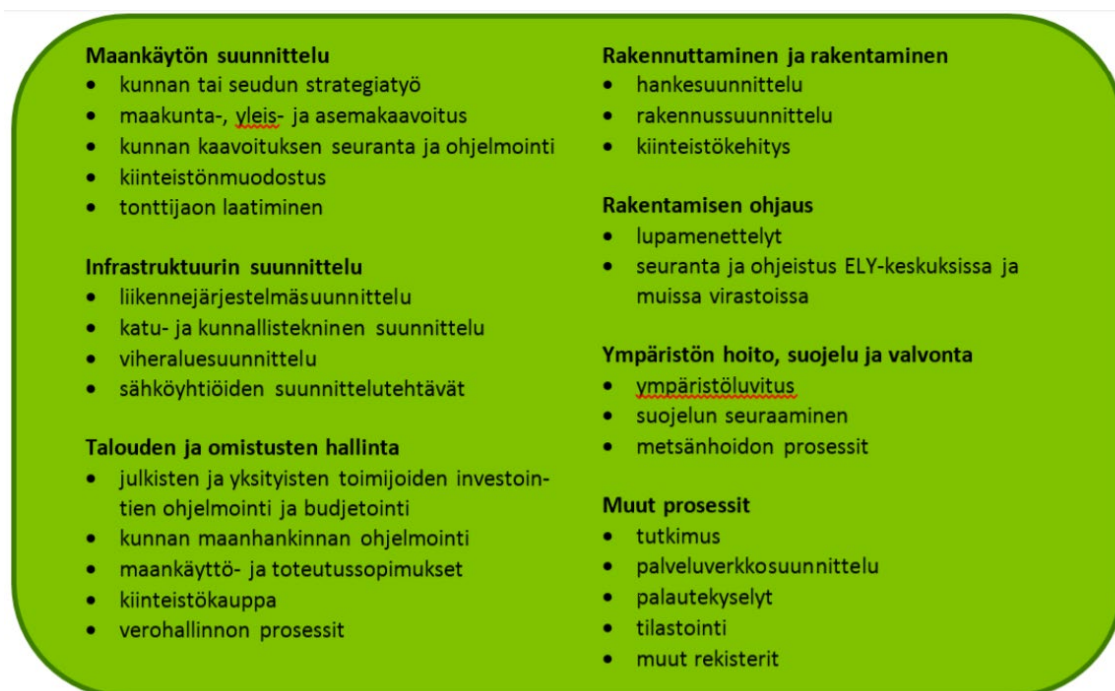 Maankäytön suunnittelu
• kunnan tai seudun strategiatyö
• maakunta-, yleis- ja asemakaavoitus
• kunnan kaavoituksen seuranta ja ohjelmointi
• kiinteistönmuodostus
• tonttijaon laatiminen
Infrastruktuurin suunnittelu
• liikennejärjestelmäsuunnittelu
• katu- ja kunnallistekninen suunnittelu
• viheraluesuunnittelu
• sähköyhtiöiden suunnittelutehtävät
Talouden ja omistusten hallinta
• julkisten ja yksityisten toimijoiden investoin-
tien ohjelmointi ja budjetointi
• kunnan maanhankinnan ohjelmointi
• maankäyttö- ja toteutussopimukset
• kiinteistökauppa
• verohallinnon prosessit
Rakennuttaminen ja rakentaminen
• hankesuunnittelu
• rakennussuunnittelu
• kiinteistökehitys
Rakentamisen ohjaus
• lupamenettelyt
• seuranta ja ohjeistus ELY-keskuksissa ja
muissa virastoissa
Ympäristön hoito, suojelu ja valvonta
• ympäristöluvitus
• suojelun seuraaminen
• metsänhoidon prosessit
Muut prosessit
• tutkimus
• palveluverkkosuunnittelu
• palautekyselyt
• tilastointi
• muut rekisterit